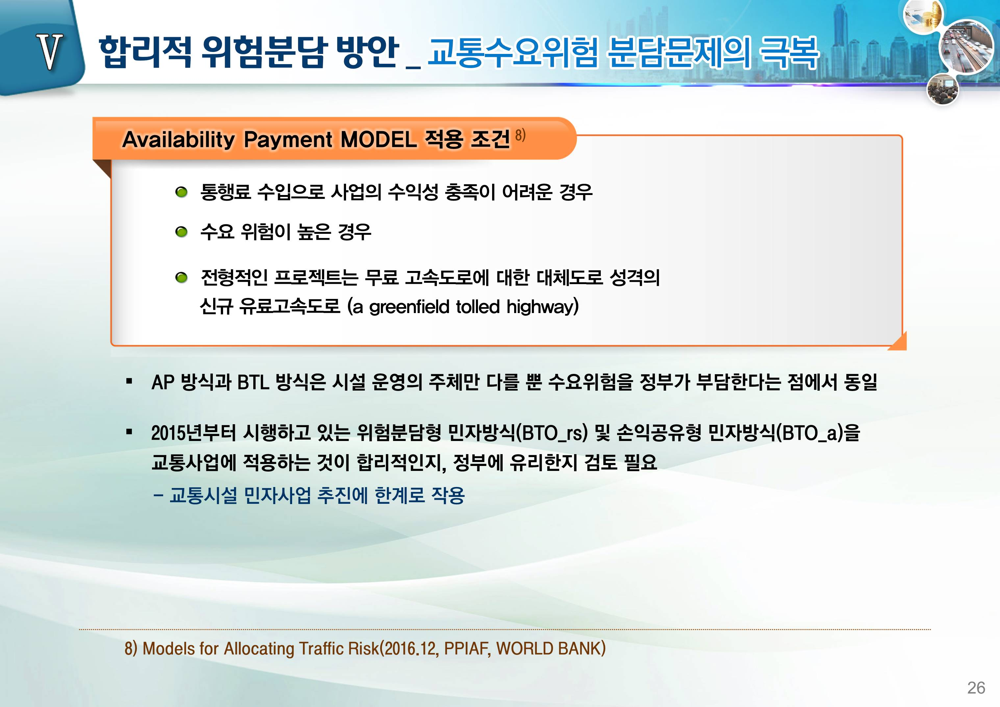 V
합리적 위험분담 방안 _ 교통수요위험 분담문제의 극복
Availability Payment MODEL 적용 조건 8)
통행료 수입으로 사업의 수익성 충족이 어려운 경우
수요 위험이 높은 경우
전형적인 프로젝트는 무료 고속도로에 대한 대체도로 성격의
신규 유료고속도로 (a greenfield tolled highway)
▪ AP 방식과 BTL 방식은 시설 운영의 주체만 다를 뿐 수요위험을 정부가 부담한다는 점에서 동일
▪ 2015년부터 시행하고 있는 위험분담형 민자방식(BTO_rs) 및 손익공유형 민자방식(BTO_a)을
교통사업에 적용하는 것이 합리적인지, 정부에 유리한지 검토 필요
– 교통시설 민자사업 추진에 한계로 작용
8) Models for Allocating Traffic Risk(2016.12, PPIAF, WORLD BANK)
26